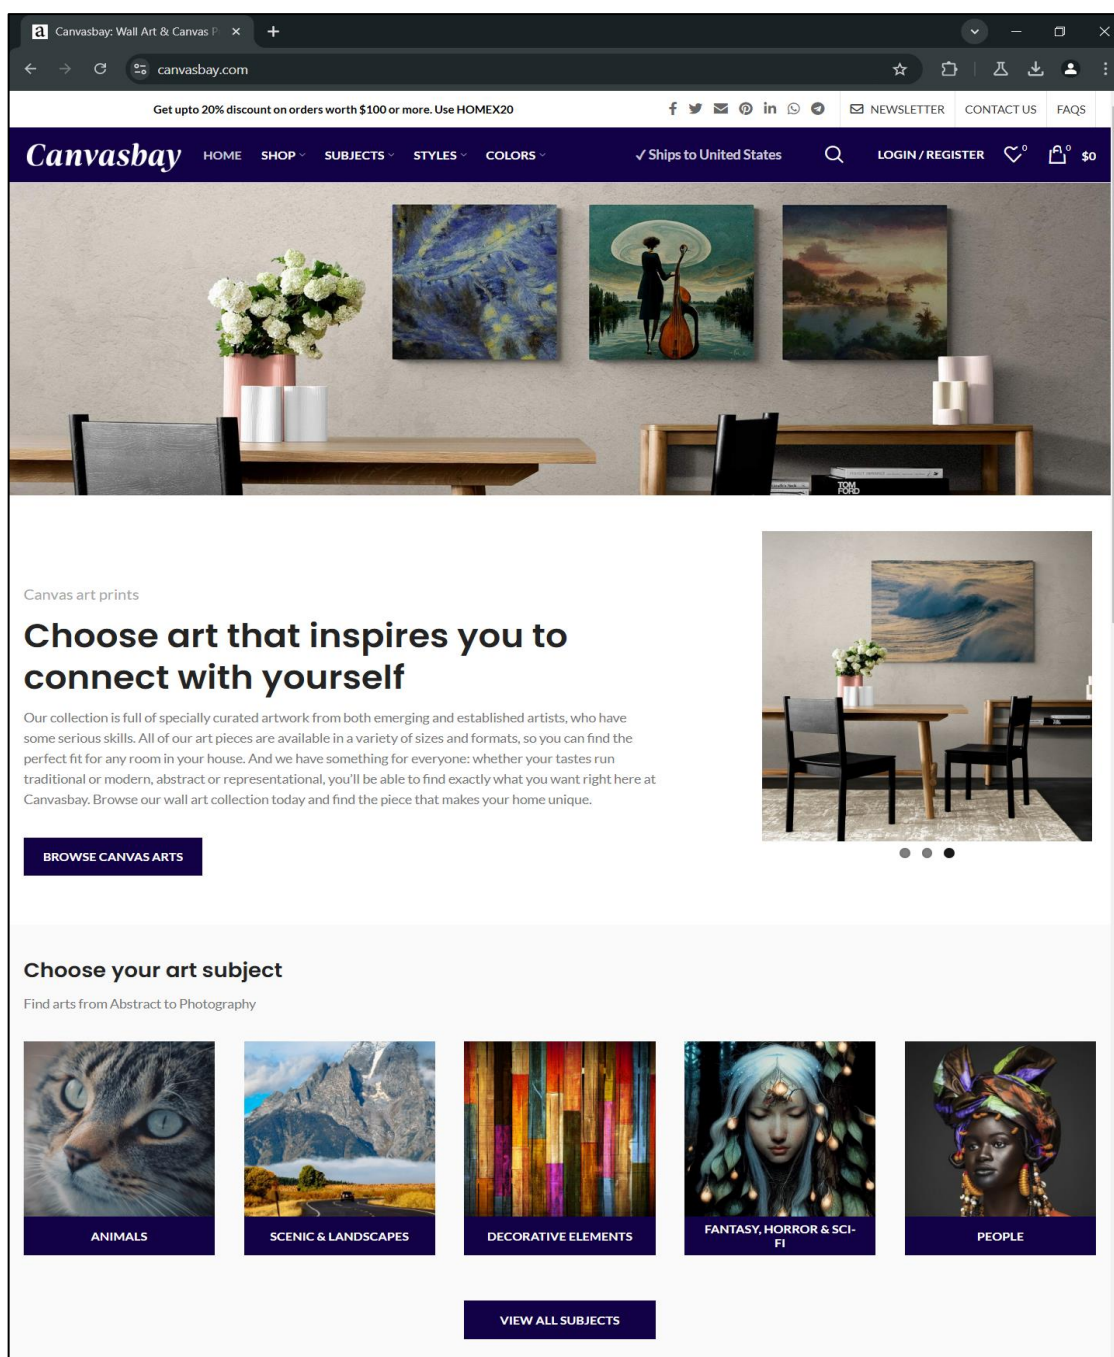 a Canvasbay: Wall Art & Canvas P
canvasbay.com
Get upto 20% discount on orders worth $100 or more. Use HOMEX20
NEWSLETTER CONTACT US FAQS
Canvasbay HOME SHOP SUBJECTS STYLES COLORS ✓ Ships to United States LOGIN / REGISTER 0 0 $0
TOM
FORD
Canvas art prints
Choose art that inspires you to
connect with yourself
Our collection is full of specially curated artwork from both emerging and established artists, who have
some serious skills. All of our art pieces are available in a variety of sizes and formats, so you can find the
perfect fit for any room in your house. And we have something for everyone: whether your tastes run
traditional or modern, abstract or representational, you'll be able to find exactly what you want right here at
Canvasbay. Browse our wall art collection today and find the piece that makes your home unique.
BROWSE CANVAS ARTS
Choose your art subject
Find arts from Abstract to Photography
ANIMALS
SCENIC & LANDSCAPES
DECORATIVE ELEMENTS
FANTASY, HORROR & SCI-
FI
PEOPLE
VIEW ALL SUBJECTS